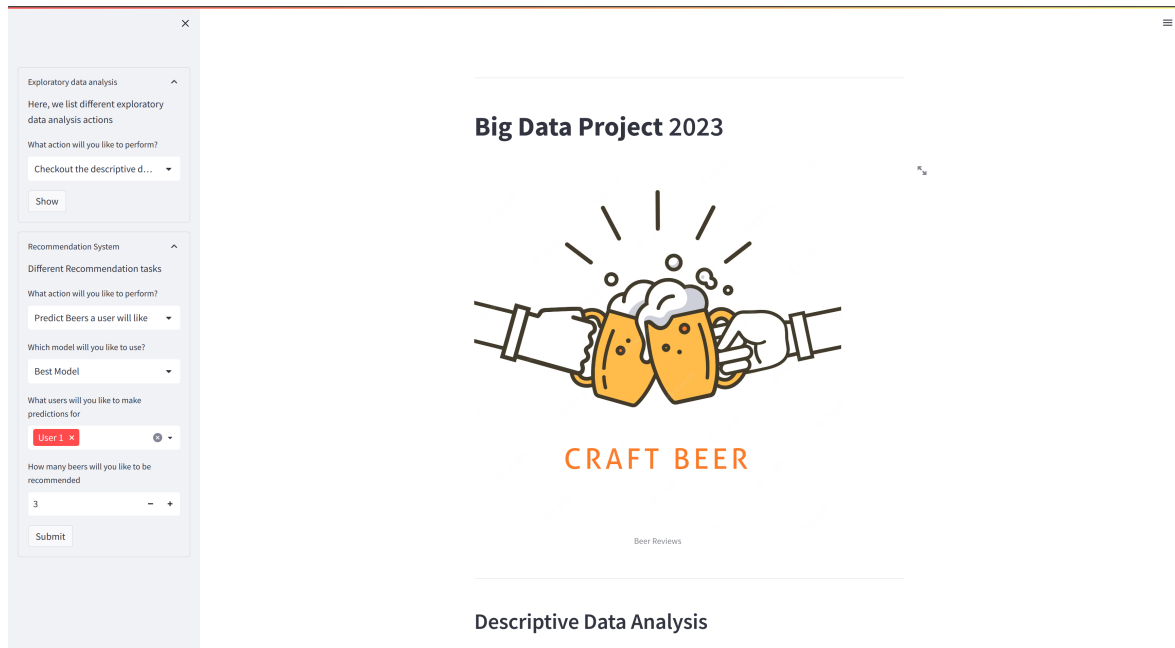 Exploratory data analysis
Here, we list different exploratory
data analysis actions
What action will you like to perform?
Checkout the descriptive d...
Show
Recommendation System
Different Recommendation tasks
What action will you like to perform?
Predict Beers a user will like
Which model will you like to use?
Best Model
What users will you like to make
predictions for
User 1
How many beers will you like to be
recommended
3
Submit
Big Data Project 2023
CRAFT BEER
Beer Reviews
Descriptive Data Analysis